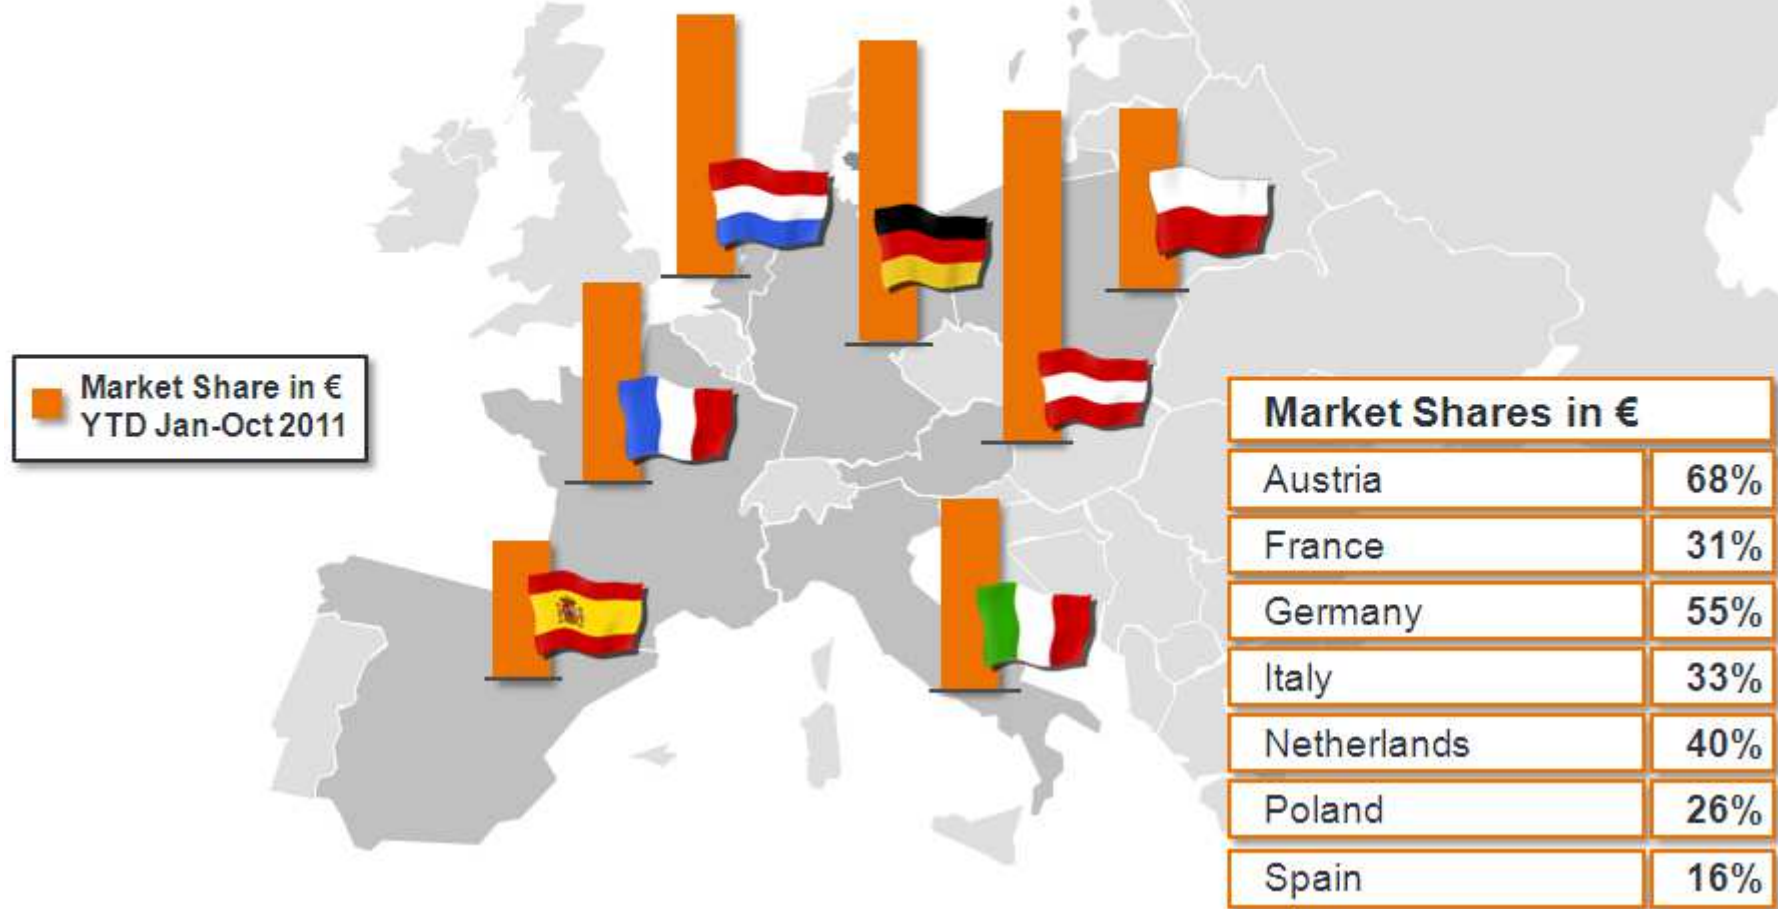 Market Share in €
YTD Jan-Oct 2011
Market Shares in €
Austria 68%
France 31%
Germany 55%
Italy 33%
Netherlands 40%
Poland 26%
Spain 16%